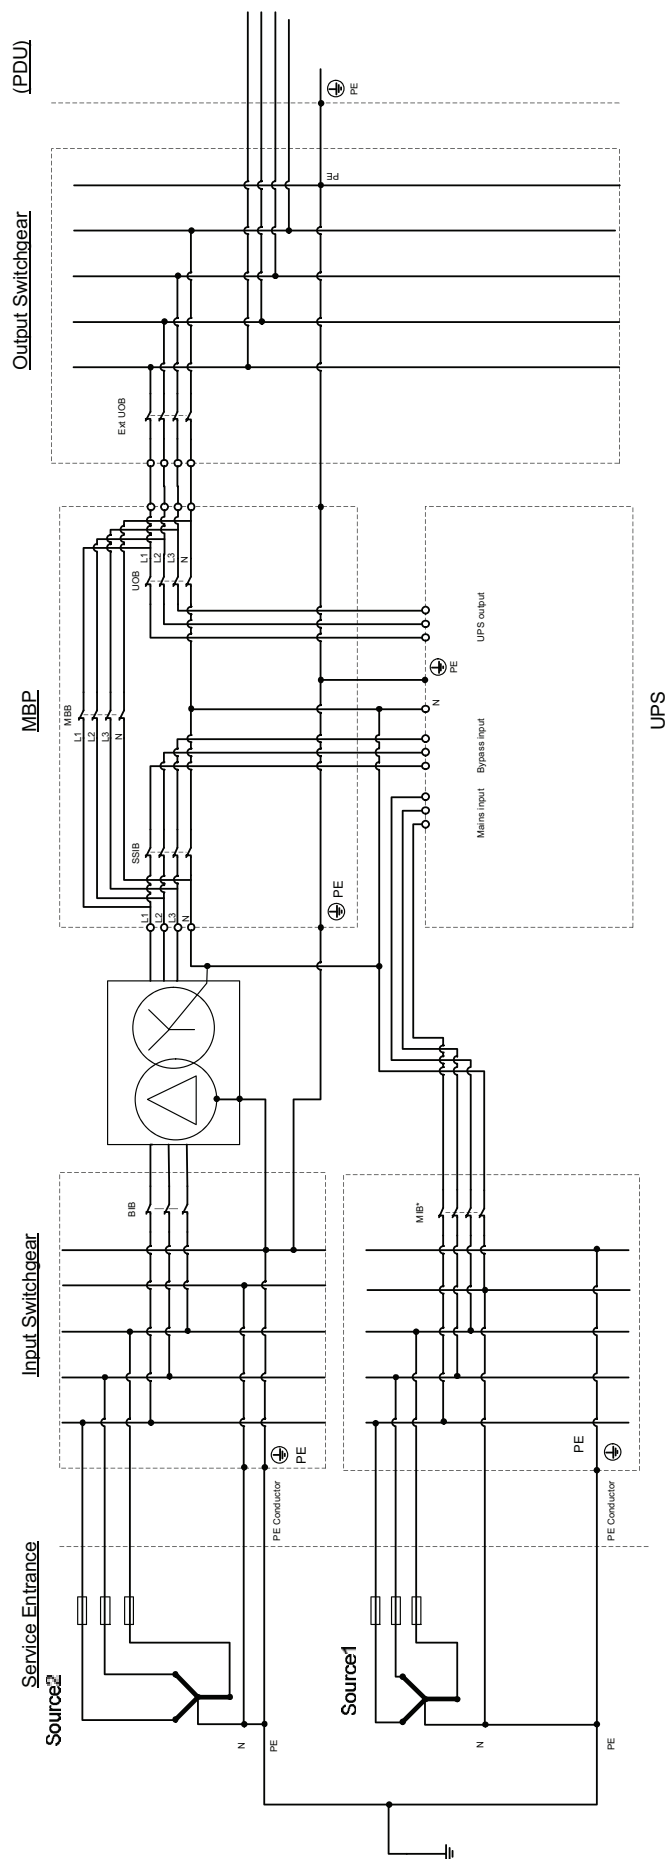 (PDU)
PE
PE
Output Switchgear
Ext UOB
L1
L2
L3
N
UOB
UPS output
MBP
MBB
L1
L2
L3
N
PE
N
UPS
Bypass input
Mains input
SSIB
L1
L2
L3
N
PE
BIB
MIB*
Input Switchgear
PE
PE
PE Conductor
PE Conductor
Service Entrance
Source2
Source1
N
PE
N
PE